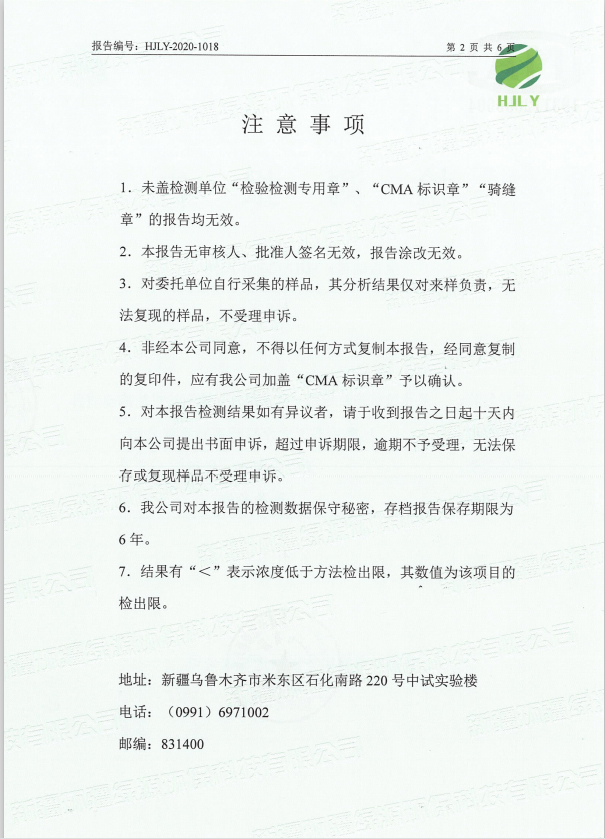 报告编号：HJLY-2020-1018
第 2 页 共 6 页
HJLY
注 意 事 项
1．未盖检测单位“检验检测专用章”、“CMA 标识章”“骑缝
章”的报告均无效。
2．本报告无审核人、批准人签名无效，报告涂改无效。
3．对委托单位自行采集的样品，其分析结果仅对来样负责，无
法复现的样品，不受理申诉。
4．非经本公司同意，不得以任何方式复制本报告，经同意复制
的复印件，应有我公司加盖“CMA 标识章”予以确认。
5．对本报告检测结果如有异议者，请于收到报告之日起十天内
向本公司提出书面申诉，超过申诉期限，逾期不予受理，无法保
存或复现样品不受理申诉。
6．我公司对本报告的检测数据保守秘密，存档报告保存期限为
6 年。
7．结果有“＜”表示浓度低于方法检出限，其数值为该项目的
检出限。
地址：新疆乌鲁木齐市米东区石化南路 220 号中试实验楼
电话：（0991）6971002
邮编：831400